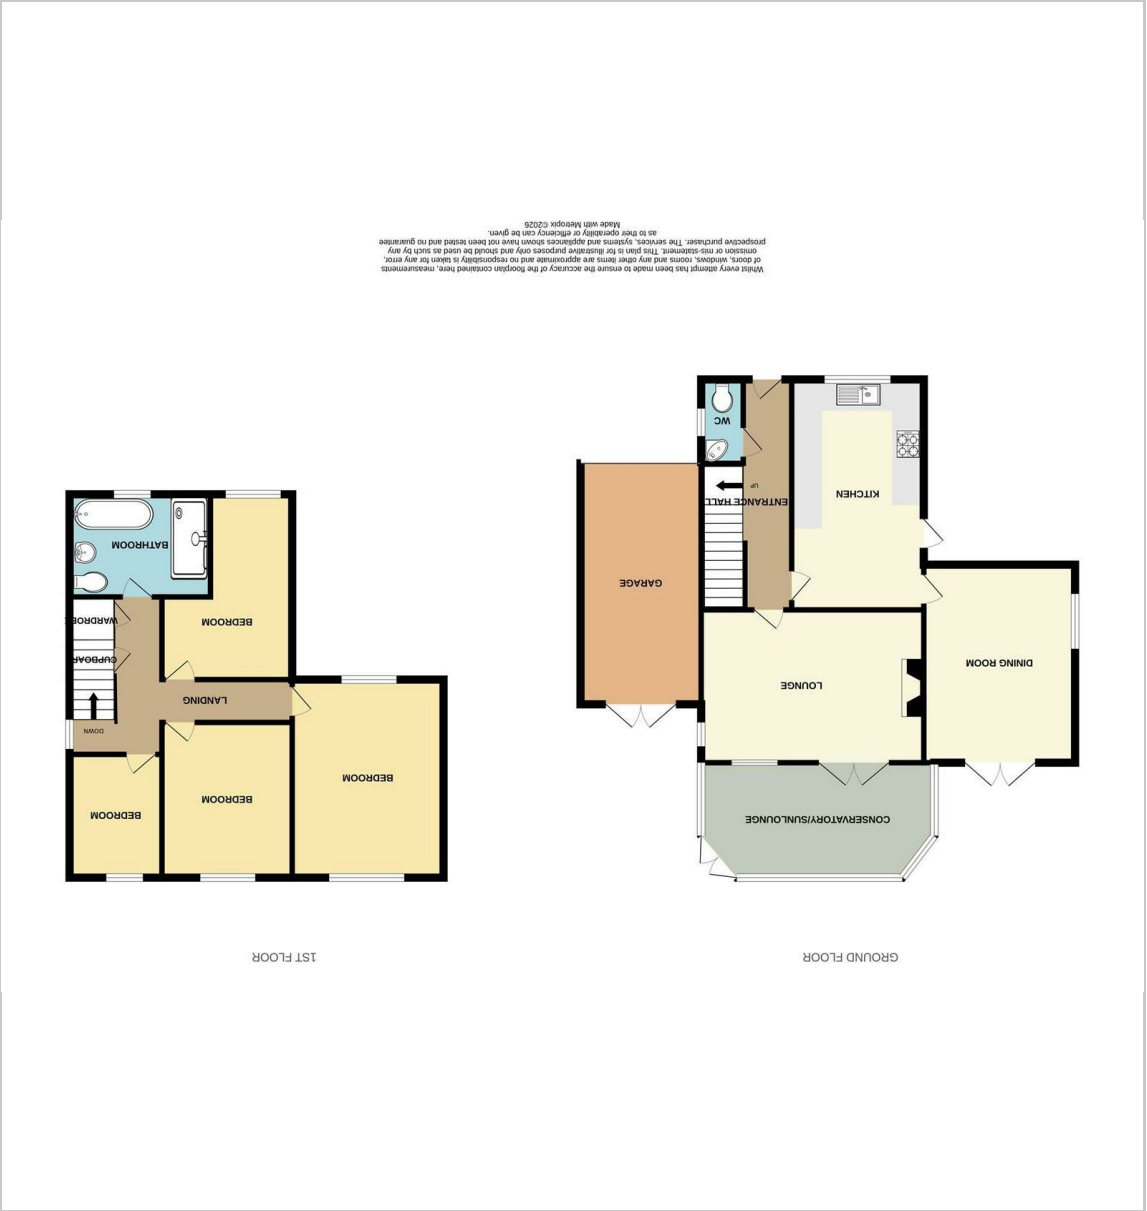 GROUND FLOOR
CONSERVATORY/SUNLOUNGE
DINING ROOM
LOUNGE
GARAGE
KITCHEN
ENTRANCE HALL
UP
WC
1ST FLOOR
BEDROOM
BEDROOM
BEDROOM
DOWN
LANDING
CUPBOARD
BEDROOM
WARDROBE
BATHROOM
Whilst every attempt has been made to ensure the accuracy of the floorplan contained here, measurements
of doors, windows, rooms and any other items are approximate and no responsibility is taken for any error,
omission or mis-statement. This plan is for illustrative purposes only and should be used as such by any
prospective purchaser. The services, systems and appliances shown have not been tested and no guarantee
as to their operability or efficiency can be given.
Made with Metropix ©2026